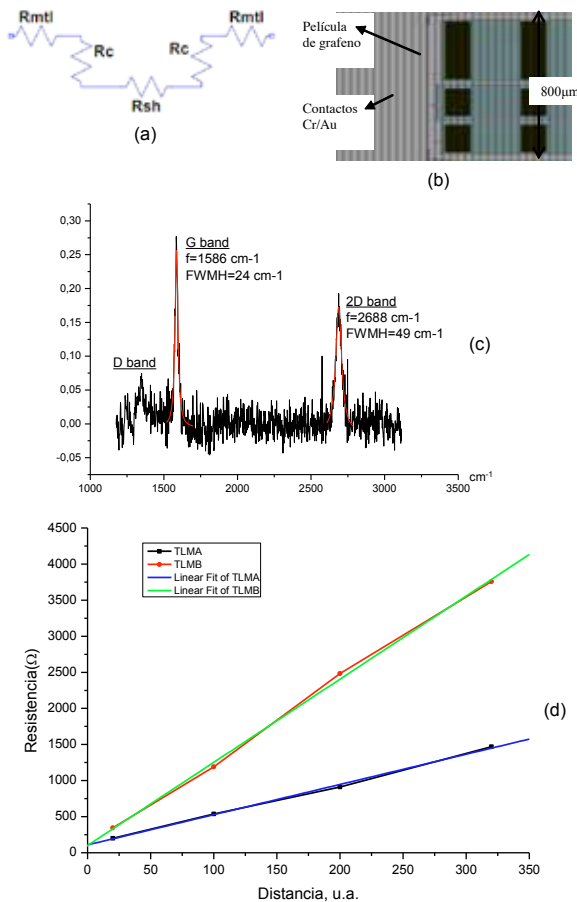 Rmtl
Rmtl
Rc
Rc
Rsh
(a)
Película
de grafeno
Contactos
Cr/Au
800μm
(b)
0,35
0,30
0,25
0,20
0,15
0,10
0,05
0,00
-0,05
G band
f=1586 cm-1
FWMH=24 cm-1
2D band
f=2688 cm-1
FWMH=49 cm-1
D band
(c)
1000
1500
2000
2500
3000
3500
cm-1
4500
4000
3500
3000
2500
2000
1500
1000
500
0
Resistencia(Ω)
TLMA
TLMB
Linear Fit of TLMA
Linear Fit of TLMB
(d)
0
50
100
150
200
250
300
350
Distancia, u.a.